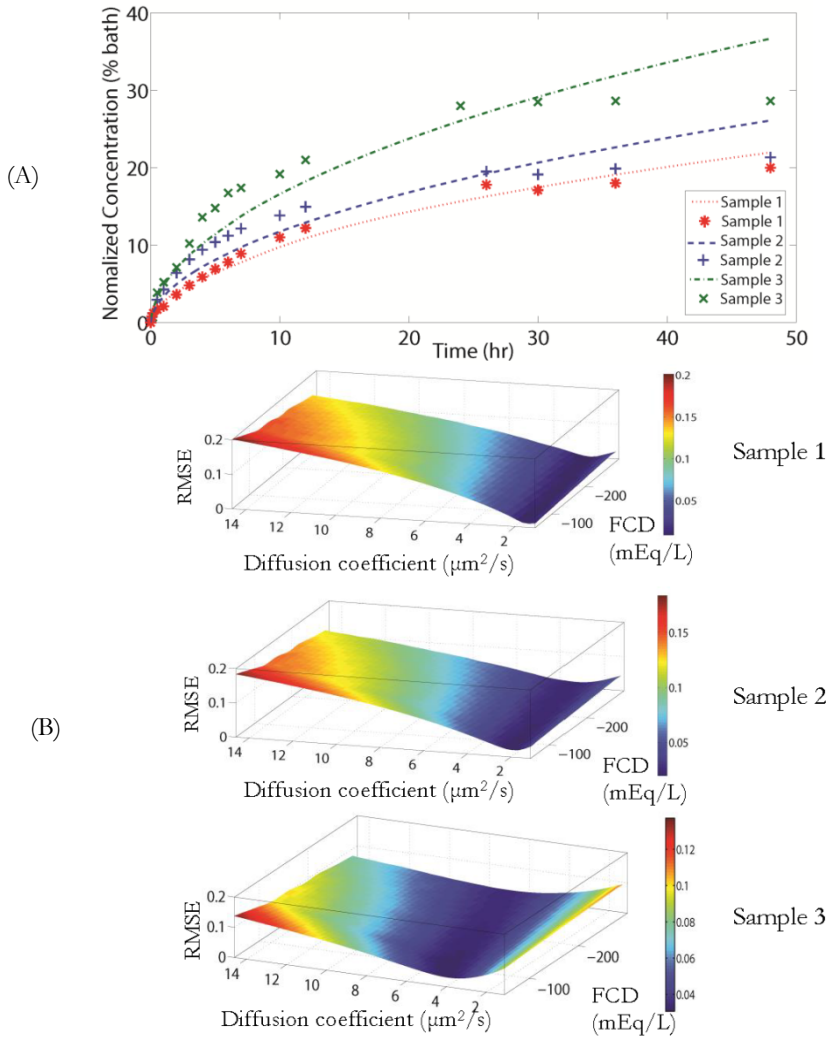 (A)
Nomalized Concentration (% bath)
40
30
20
10
0
0
10
20
30
40
50
Time (hr)
Sample 1
Sample 1
Sample 2
Sample 2
Sample 3
Sample 3
(B)
RMSE
0.2
0.1
0
14
12
10
8
6
4
2
Diffusion coefficient (µm²/s)
−200
−100
FCD
(mEq/L)
0.2
0.15
0.1
0.05
Sample 1
RMSE
0.2
0.1
0
14
12
10
8
6
4
2
Diffusion coefficient (µm²/s)
−200
−100
FCD
(mEq/L)
0.15
0.1
0.05
Sample 2
RMSE
0.2
0.1
0
14
12
10
8
6
4
2
Diffusion coefficient (µm²/s)
−200
−100
FCD
(mEq/L)
0.12
0.1
0.08
0.06
0.04
Sample 3